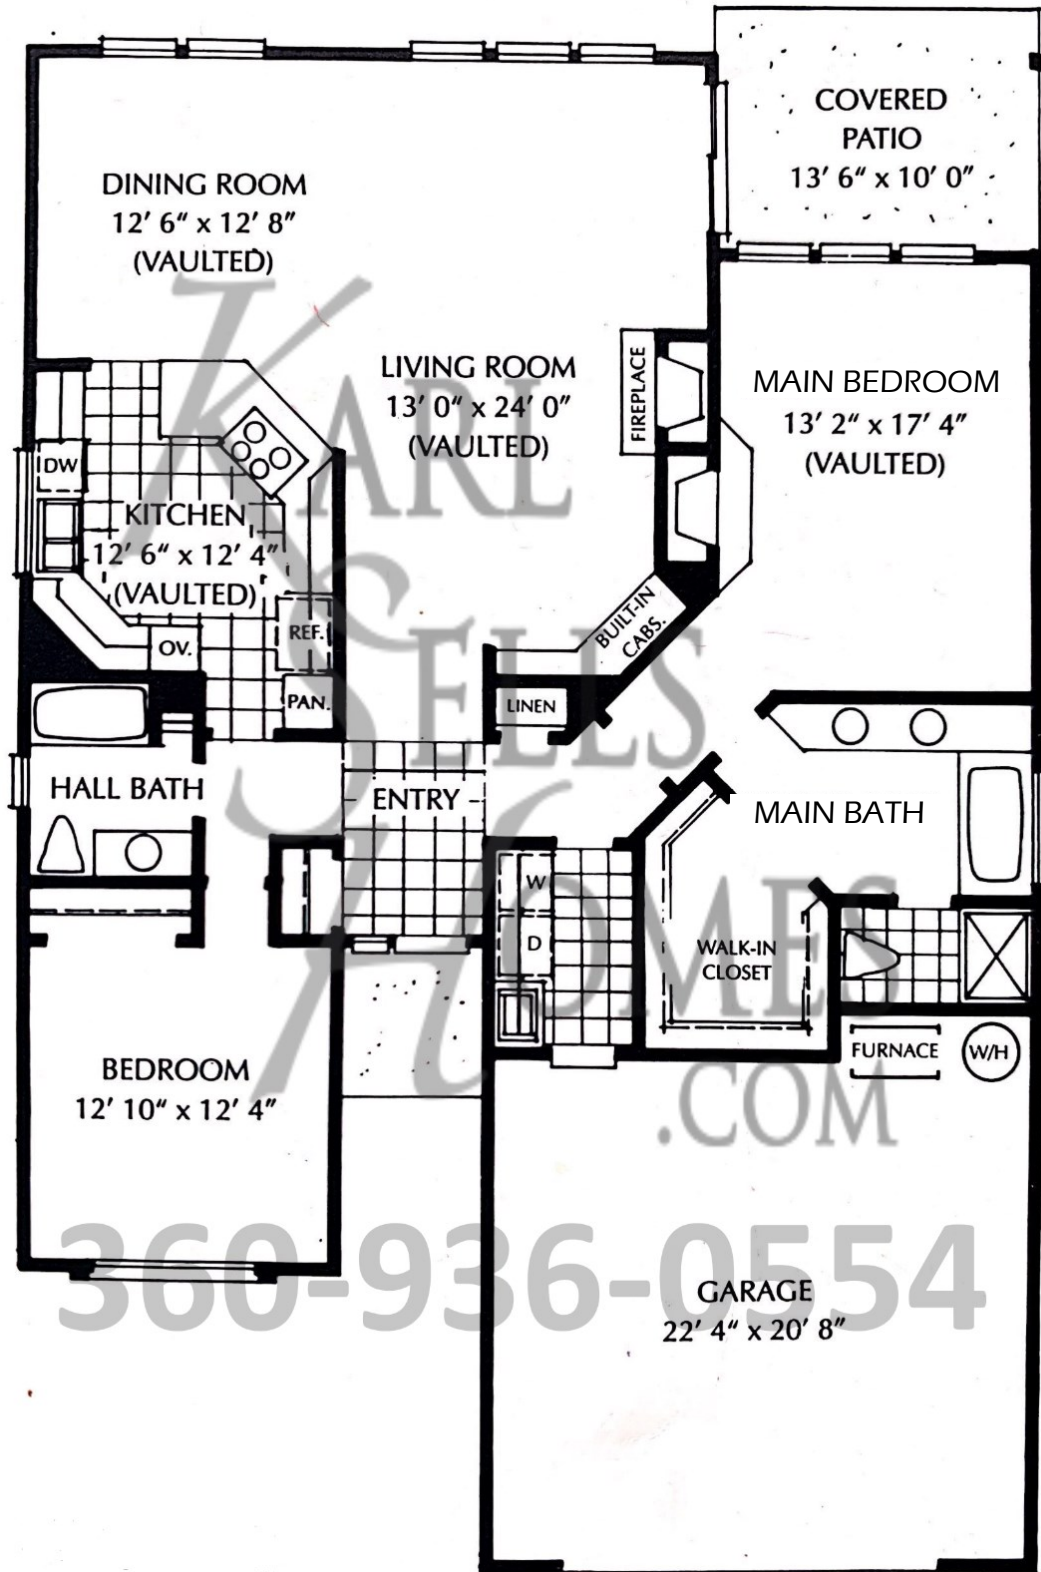 COVERED
PATIO
13' 6" x 10' 0"
DINING ROOM
12' 6" x 12' 8"
(VAULTED)
LIVING ROOM
13' 0" x 24' 0"
(VAULTED)
FIREPLACE
MAIN BEDROOM
13' 2" x 17' 4"
(VAULTED)
DW
KITCHEN
12' 6" x 12' 4"
(VAULTED)
REF.
OV.
PAN.
BUILT-IN
CABS.
LINEN
HALL BATH
ENTRY
MAIN BATH
W
D
WALK-IN
CLOSET
FURNACE
W/H
BEDROOM
12' 10" x 12' 4"
GARAGE
22' 4" x 20' 8"
KARL
SELLS
HOMES
.COM
360-936-0554